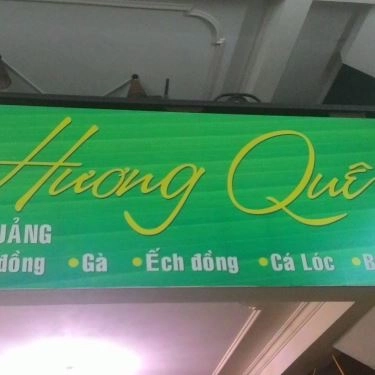 Hương Quê
UẢNG
đồng •Gà •Ếch đồng •Cá Lóc •B